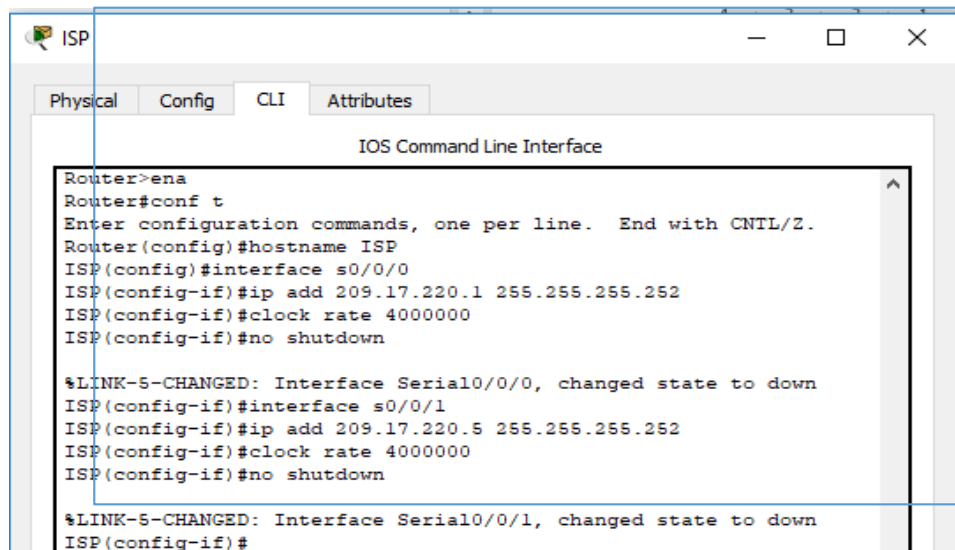 ISP
Physical Config CLI Attributes
IOS Command Line Interface
Router>ena
Router#conf t
Enter configuration commands, one per line.  End with CNTL/Z.
Router(config)#hostname ISP
ISP(config)#interface s0/0/0
ISP(config-if)#ip add 209.17.220.1 255.255.255.252
ISP(config-if)#clock rate 4000000
ISP(config-if)#no shutdown
%LINK-5-CHANGED: Interface Serial0/0/0, changed state to down
ISP(config-if)#interface s0/0/1
ISP(config-if)#ip add 209.17.220.5 255.255.255.252
ISP(config-if)#clock rate 4000000
ISP(config-if)#no shutdown
%LINK-5-CHANGED: Interface Serial0/0/1, changed state to down
ISP(config-if)#